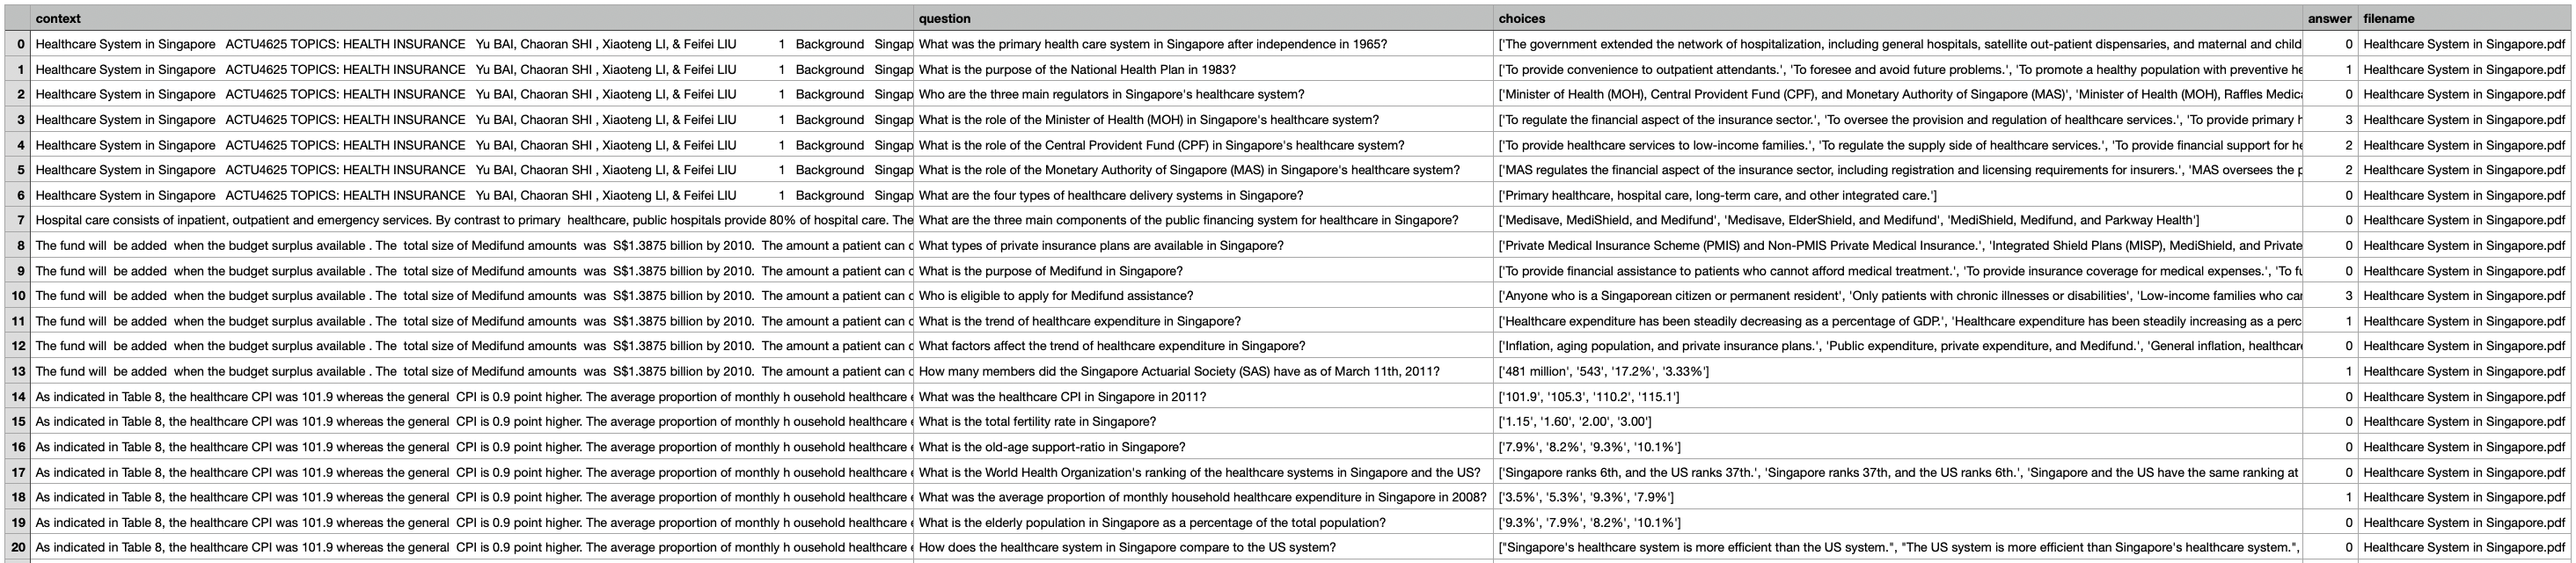 context question choices answer filename
0 Healthcare System in Singapore ACTU4625 TOPICS: HEALTH INSURANCE Yu BAI, Chaoran SHI , Xiaoteng LI, & Feifei LIU 1 Background Singap What was the primary health care system in Singapore after independence in 1965? ['The government extended the network of hospitalization, including general hospitals, satellite out-patient dispensaries, and maternal and child 0 Healthcare System in Singapore.pdf
1 Healthcare System in Singapore ACTU4625 TOPICS: HEALTH INSURANCE Yu BAI, Chaoran SHI , Xiaoteng LI, & Feifei LIU 1 Background Singap What is the purpose of the National Health Plan in 1983? ['To provide convenience to outpatient attendants.', 'To foresee and avoid future problems.', 'To promote a healthy population with preventive he 1 Healthcare System in Singapore.pdf
2 Healthcare System in Singapore ACTU4625 TOPICS: HEALTH INSURANCE Yu BAI, Chaoran SHI , Xiaoteng LI, & Feifei LIU 1 Background Singap Who are the three main regulators in Singapore's healthcare system? ['Minister of Health (MOH), Central Provident Fund (CPF), and Monetary Authority of Singapore (MAS)', 'Minister of Health (MOH), Raffles Medica 0 Healthcare System in Singapore.pdf
3 Healthcare System in Singapore ACTU4625 TOPICS: HEALTH INSURANCE Yu BAI, Chaoran SHI , Xiaoteng LI, & Feifei LIU 1 Background Singap What is the role of the Minister of Health (MOH) in Singapore's healthcare system? ['To regulate the financial aspect of the insurance sector.', 'To oversee the provision and regulation of healthcare services.', 'To provide primary h 3 Healthcare System in Singapore.pdf
4 Healthcare System in Singapore ACTU4625 TOPICS: HEALTH INSURANCE Yu BAI, Chaoran SHI , Xiaoteng LI, & Feifei LIU 1 Background Singap What is the role of the Central Provident Fund (CPF) in Singapore's healthcare system? ['To provide healthcare services to low-income families.', 'To regulate the supply side of healthcare services.', 'To provide financial support for he 2 Healthcare System in Singapore.pdf
5 Healthcare System in Singapore ACTU4625 TOPICS: HEALTH INSURANCE Yu BAI, Chaoran SHI , Xiaoteng LI, & Feifei LIU 1 Background Singap What is the role of the Monetary Authority of Singapore (MAS) in Singapore's healthcare system? ['MAS regulates the financial aspect of the insurance sector, including registration and licensing requirements for insurers.', 'MAS oversees the p 2 Healthcare System in Singapore.pdf
6 Healthcare System in Singapore ACTU4625 TOPICS: HEALTH INSURANCE Yu BAI, Chaoran SHI , Xiaoteng LI, & Feifei LIU 1 Background Singap What are the four types of healthcare delivery systems in Singapore? ['Primary healthcare, hospital care, long-term care, and other integrated care.'] 0 Healthcare System in Singapore.pdf
7 Hospital care consists of inpatient, outpatient and emergency services. By contrast to primary healthcare, public hospitals provide 80% of hospital care. The What are the three main components of the public financing system for healthcare in Singapore? ['Medisave, MediShield, and Medifund', 'Medisave, ElderShield, and Medifund', 'MediShield, Medifund, and Parkway Health'] 0 Healthcare System in Singapore.pdf
8 The fund will be added when the budget surplus available . The total size of Medifund amounts was S$1.3875 billion by 2010. The amount a patient can c What types of private insurance plans are available in Singapore? ['Private Medical Insurance Scheme (PMIS) and Non-PMIS Private Medical Insurance.', 'Integrated Shield Plans (MISP), MediShield, and Private 0 Healthcare System in Singapore.pdf
9 The fund will be added when the budget surplus available . The total size of Medifund amounts was S$1.3875 billion by 2010. The amount a patient can c What is the purpose of Medifund in Singapore? ['To provide financial assistance to patients who cannot afford medical treatment.', 'To provide insurance coverage for medical expenses.', 'To fu 0 Healthcare System in Singapore.pdf
10 The fund will be added when the budget surplus available . The total size of Medifund amounts was S$1.3875 billion by 2010. The amount a patient can c Who is eligible to apply for Medifund assistance? ['Anyone who is a Singaporean citizen or permanent resident', 'Only patients with chronic illnesses or disabilities', 'Low-income families who car 3 Healthcare System in Singapore.pdf
11 The fund will be added when the budget surplus available . The total size of Medifund amounts was S$1.3875 billion by 2010. The amount a patient can c What is the trend of healthcare expenditure in Singapore? ['Healthcare expenditure has been steadily decreasing as a percentage of GDP.', 'Healthcare expenditure has been steadily increasing as a perc 1 Healthcare System in Singapore.pdf
12 The fund will be added when the budget surplus available . The total size of Medifund amounts was S$1.3875 billion by 2010. The amount a patient can c What factors affect the trend of healthcare expenditure in Singapore? ['Inflation, aging population, and private insurance plans.', 'Public expenditure, private expenditure, and Medifund.', 'General inflation, healthcare 0 Healthcare System in Singapore.pdf
13 The fund will be added when the budget surplus available . The total size of Medifund amounts was S$1.3875 billion by 2010. The amount a patient can c How many members did the Singapore Actuarial Society (SAS) have as of March 11th, 2011? ['481 million', '543', '17.2%', '3.33%'] 1 Healthcare System in Singapore.pdf
14 As indicated in Table 8, the healthcare CPI was 101.9 whereas the general CPI is 0.9 point higher. The average proportion of monthly h ousehold healthcare e What was the healthcare CPI in Singapore in 2011? ['101.9', '105.3', '110.2', '115.1'] 0 Healthcare System in Singapore.pdf
15 As indicated in Table 8, the healthcare CPI was 101.9 whereas the general CPI is 0.9 point higher. The average proportion of monthly h ousehold healthcare e What is the total fertility rate in Singapore? ['1.15', '1.60', '2.00', '3.00'] 0 Healthcare System in Singapore.pdf
16 As indicated in Table 8, the healthcare CPI was 101.9 whereas the general CPI is 0.9 point higher. The average proportion of monthly h ousehold healthcare e What is the old-age support-ratio in Singapore? ['7.9%', '8.2%', '9.3%', '10.1%'] 0 Healthcare System in Singapore.pdf
17 As indicated in Table 8, the healthcare CPI was 101.9 whereas the general CPI is 0.9 point higher. The average proportion of monthly h ousehold healthcare e What is the World Health Organization's ranking of the healthcare systems in Singapore and the US? ['Singapore ranks 6th, and the US ranks 37th.', 'Singapore ranks 37th, and the US ranks 6th.', 'Singapore and the US have the same ranking at 0 Healthcare System in Singapore.pdf
18 As indicated in Table 8, the healthcare CPI was 101.9 whereas the general CPI is 0.9 point higher. The average proportion of monthly h ousehold healthcare e What was the average proportion of monthly household healthcare expenditure in Singapore in 2008? ['3.5%', '5.3%', '9.3%', '7.9%'] 1 Healthcare System in Singapore.pdf
19 As indicated in Table 8, the healthcare CPI was 101.9 whereas the general CPI is 0.9 point higher. The average proportion of monthly h ousehold healthcare e What is the elderly population in Singapore as a percentage of the total population? ['9.3%', '7.9%', '8.2%', '10.1%'] 0 Healthcare System in Singapore.pdf
20 As indicated in Table 8, the healthcare CPI was 101.9 whereas the general CPI is 0.9 point higher. The average proportion of monthly h ousehold healthcare e How does the healthcare system in Singapore compare to the US system? ["Singapore's healthcare system is more efficient than the US system.", "The US system is more efficient than Singapore's healthcare system.", 0 Healthcare System in Singapore.pdf